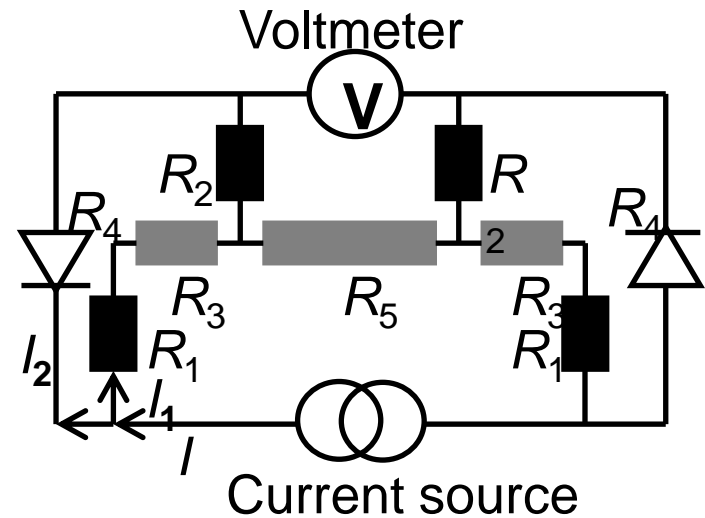 Voltmeter
V
R2
R
R4
R4
2
R3
R5
R3
I2
R1
R1
I1
I
Current source